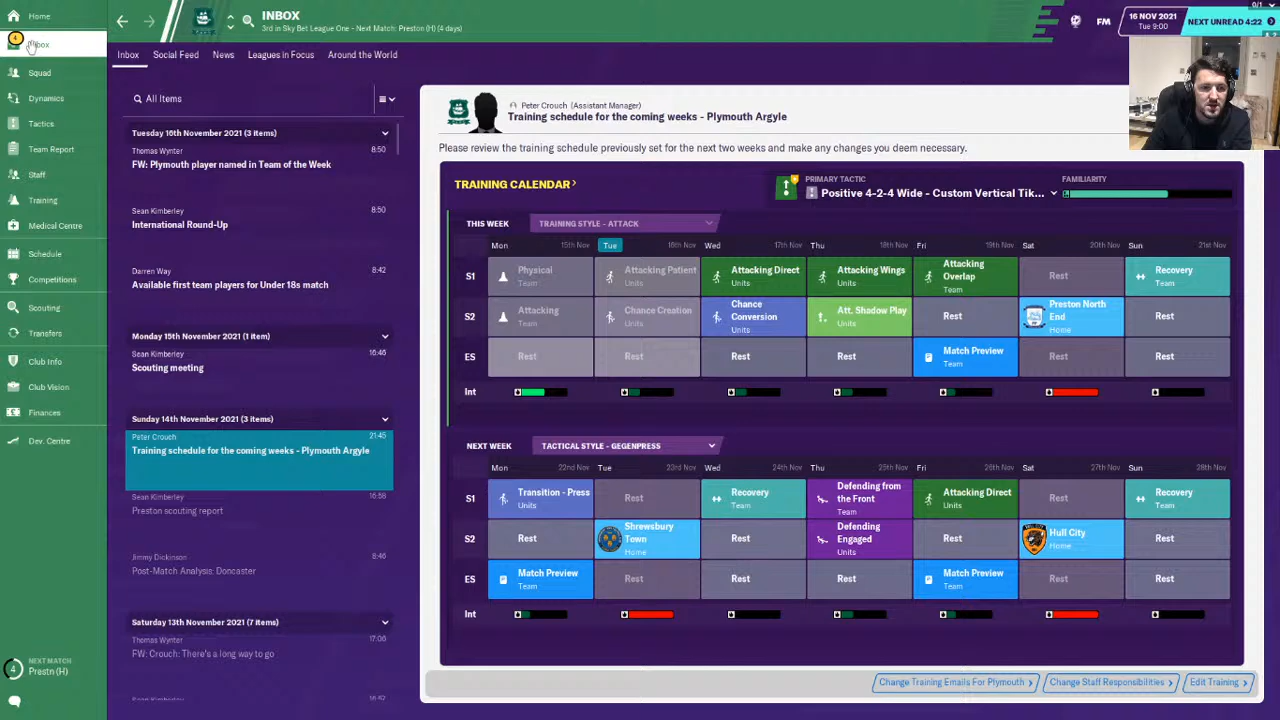 Home
Inbox
Squad
Dynamics
Tactics
Team Report
Staff
Training
Medical Centre
Schedule
Competitions
Scouting
Transfers
Club Info
Club Vision
Finances
Dev. Centre
4
NEXT MATCH
Prestn (H)
INBOX
3rd in Sky Bet League One - Next Match: Preston (H) (4 days)
FM
16 NOV 2021
Tue 9:00
0/1
NEXT UNREAD 4:22
Inbox
Social Feed
News
Leagues in Focus
Around the World
All Items
Tuesday 16th November 2021 (3 items)
Thomas Wynter 8:50
FW: Plymouth player named in Team of the Week
Sean Kimberley 8:50
International Round-Up
Darren Way 8:42
Available first team players for Under 18s match
Monday 15th November 2021 (1 item)
Sean Kimberley 16:46
Scouting meeting
Sunday 14th November 2021 (3 items)
Peter Crouch 21:45
Training schedule for the coming weeks - Plymouth Argyle
Sean Kimberley 16:58
Preston scouting report
Jimmy Dickinson 8:46
Post-Match Analysis: Doncaster
Saturday 13th November 2021 (7 items)
Thomas Wynter 17:06
FW: Crouch: There's a long way to go
Peter Crouch (Assistant Manager)
Training schedule for the coming weeks - Plymouth Argyle
Please review the training schedule previously set for the next two weeks and make any changes you deem necessary.
TRAINING CALENDAR
PRIMARY TACTIC
Positive 4-2-4 Wide - Custom Vertical Tik...
FAMILIARITY
THIS WEEK
TRAINING STYLE - ATTACK
Mon 15th Nov Tue 16th Nov Wed 17th Nov Thu 18th Nov Fri 19th Nov Sat 20th Nov Sun 21st Nov
S1
Physical
Team
Attacking Patient
Units
Attacking Direct
Units
Attacking Wings
Units
Attacking Overlap
Team
Rest
Recovery
Team
S2
Attacking
Team
Chance Creation
Units
Chance Conversion
Units
Att. Shadow Play
Units
Rest
Preston North End
Home
Rest
ES
Rest
Rest
Rest
Rest
Match Preview
Team
Rest
Rest
Int
NEXT WEEK
TACTICAL STYLE - GEGENPRESS
Mon 22nd Nov Tue 23rd Nov Wed 24th Nov Thu 25th Nov Fri 26th Nov Sat 27th Nov Sun 28th Nov
S1
Transition - Press
Units
Rest
Recovery
Team
Defending from the Front
Team
Attacking Direct
Units
Rest
Recovery
Team
S2
Rest
Shrewsbury Town
Home
Rest
Defending Engaged
Units
Rest
Hull City
Home
Rest
ES
Match Preview
Team
Rest
Rest
Rest
Match Preview
Team
Rest
Rest
Int
Change Training Emails For Plymouth
Change Staff Responsibilities
Edit Training